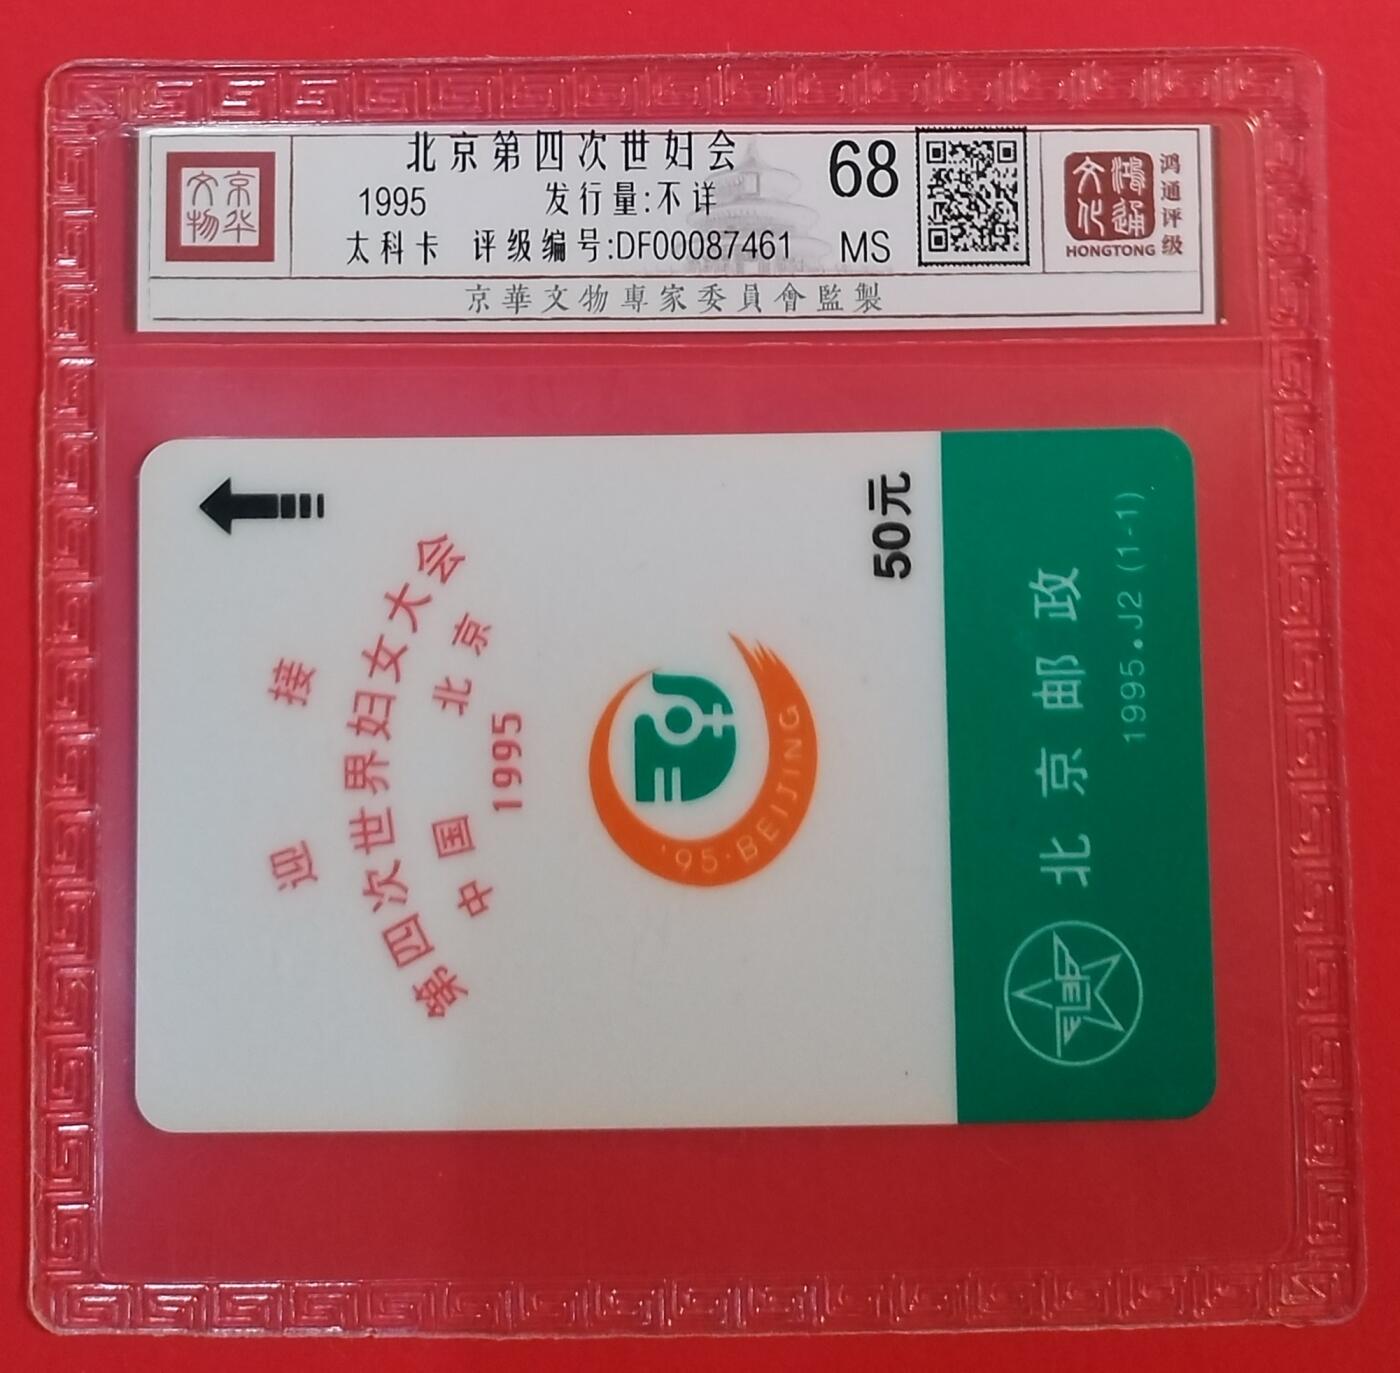 京华
文物
北京第四次世妇会
1995 发行量:不详
太科卡 评级编号:DF00087461
68
MS
鸿通
文化
HONGTONG
鸿通评级
京華文物專家委員會監製
迎接
第四次世界妇女大会
中国 北京
1995
'95·BEIJING
50元
北京邮政
1995.J2 (1-1)